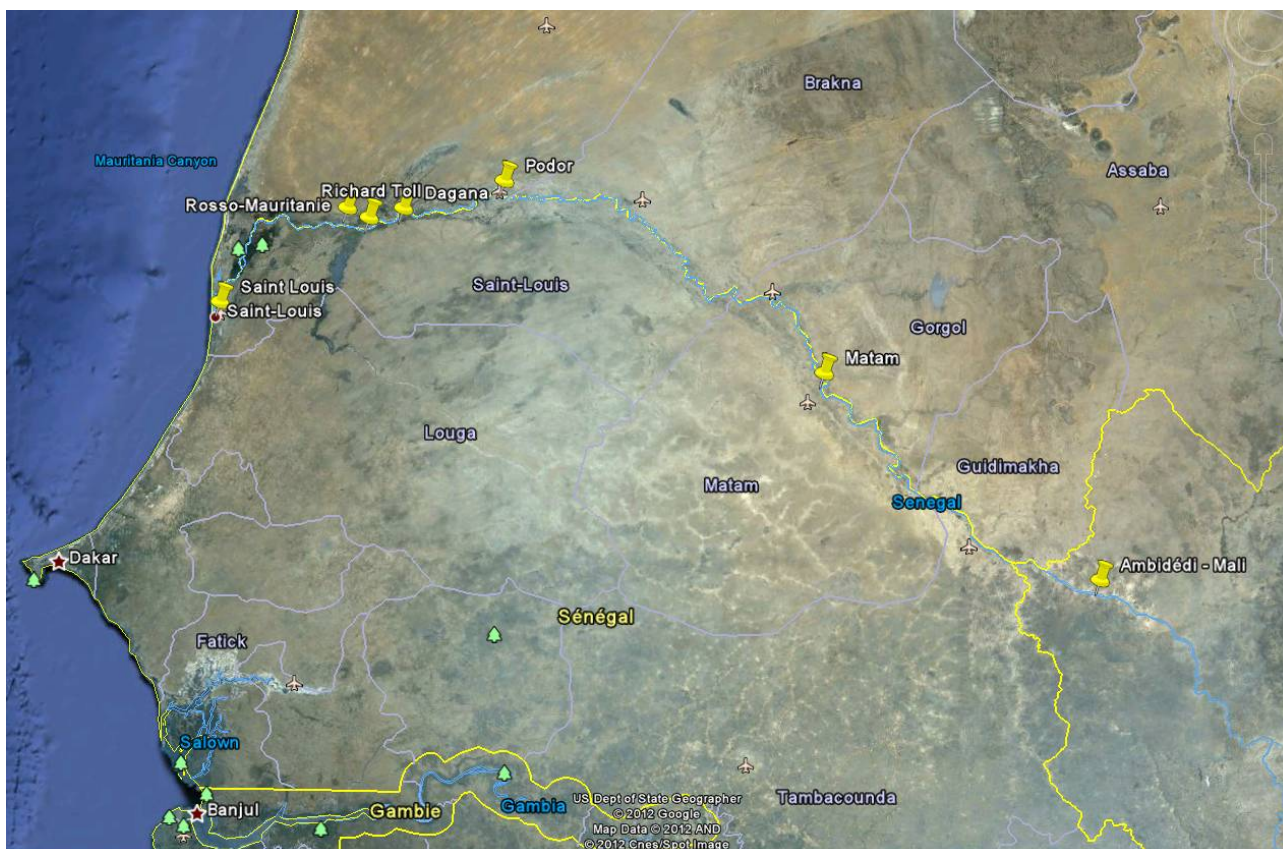 Brakna
Mauritania Canyon
Podor
Assaba
Richard Toll
Dagana
Rosso-Mauritanie
Saint Louis
Saint-Louis
Saint-Louis
Gorgol
Matam
Louga
Guidimakha
Matam
Senegal
Dakar
Ambidédi - Mali
Sénégal
Fatick
Salown
Tambacounda
US Dept of State Geographer
Gambia
Banjul
Gambie
© 2012 Google
Map Data © 2012 AND
© 2012 Cnes/Spot Image